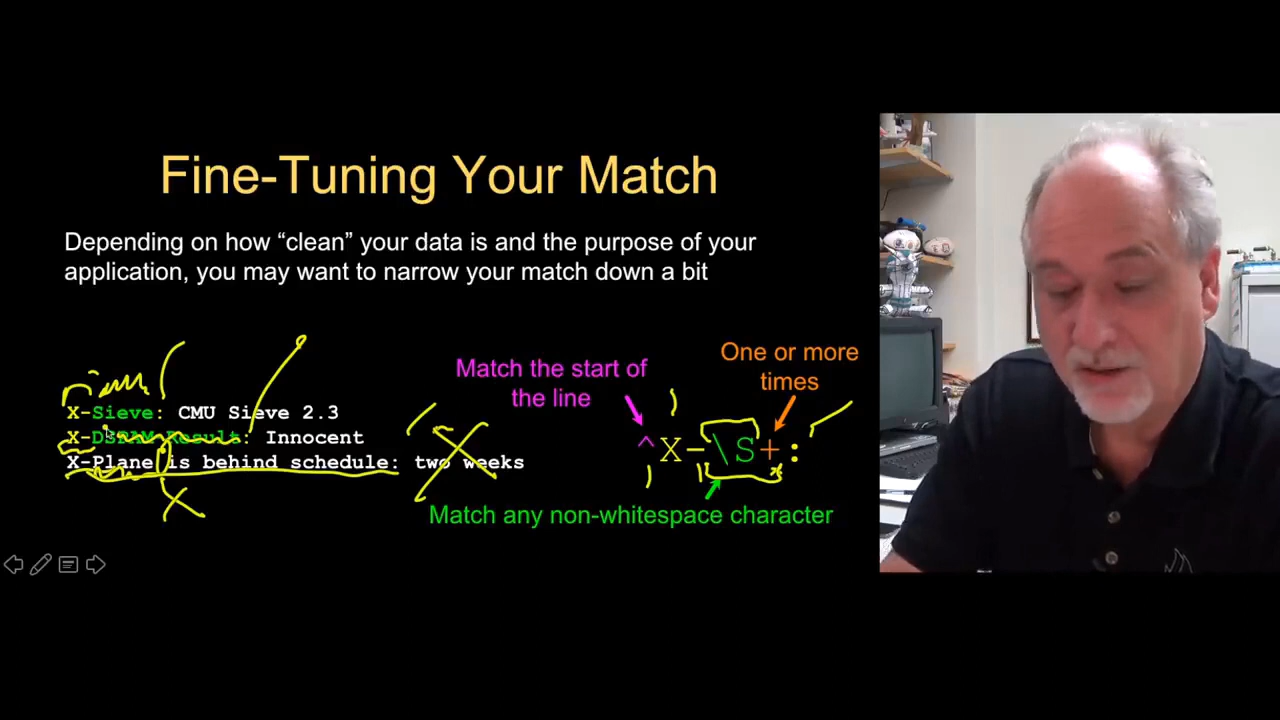 Fine-Tuning Your Match
Depending on how “clean” your data is and the purpose of your
application, you may want to narrow your match down a bit
X-Sieve: CMU Sieve 2.3
X-DSPAM-Result: Innocent
X-Plane is behind schedule: two weeks
Match the start of
the line
One or more
times
^X-\S+:
Match any non-whitespace character